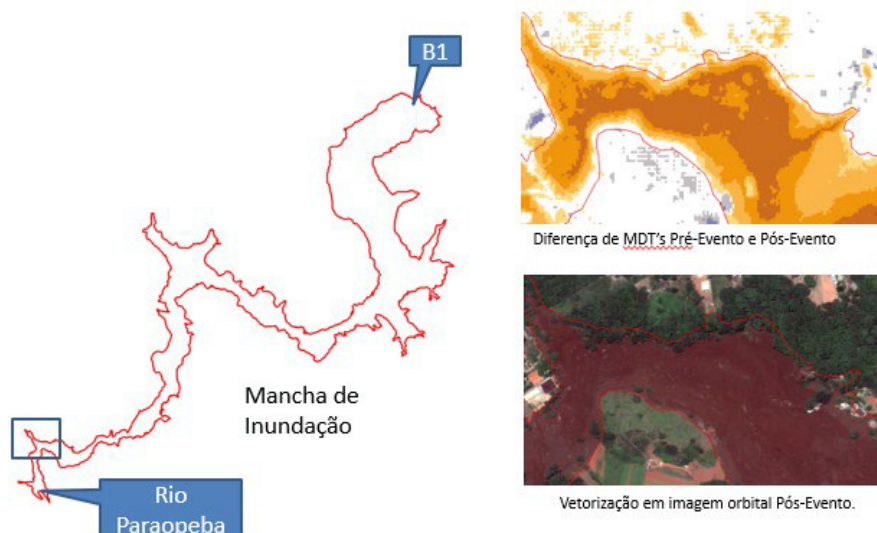 B1
Mancha de
Inundação
Rio
Paraopeba
Diferença de MDT's Pré-Evento e Pós-Evento
Vetorização em imagem orbital Pós-Evento.